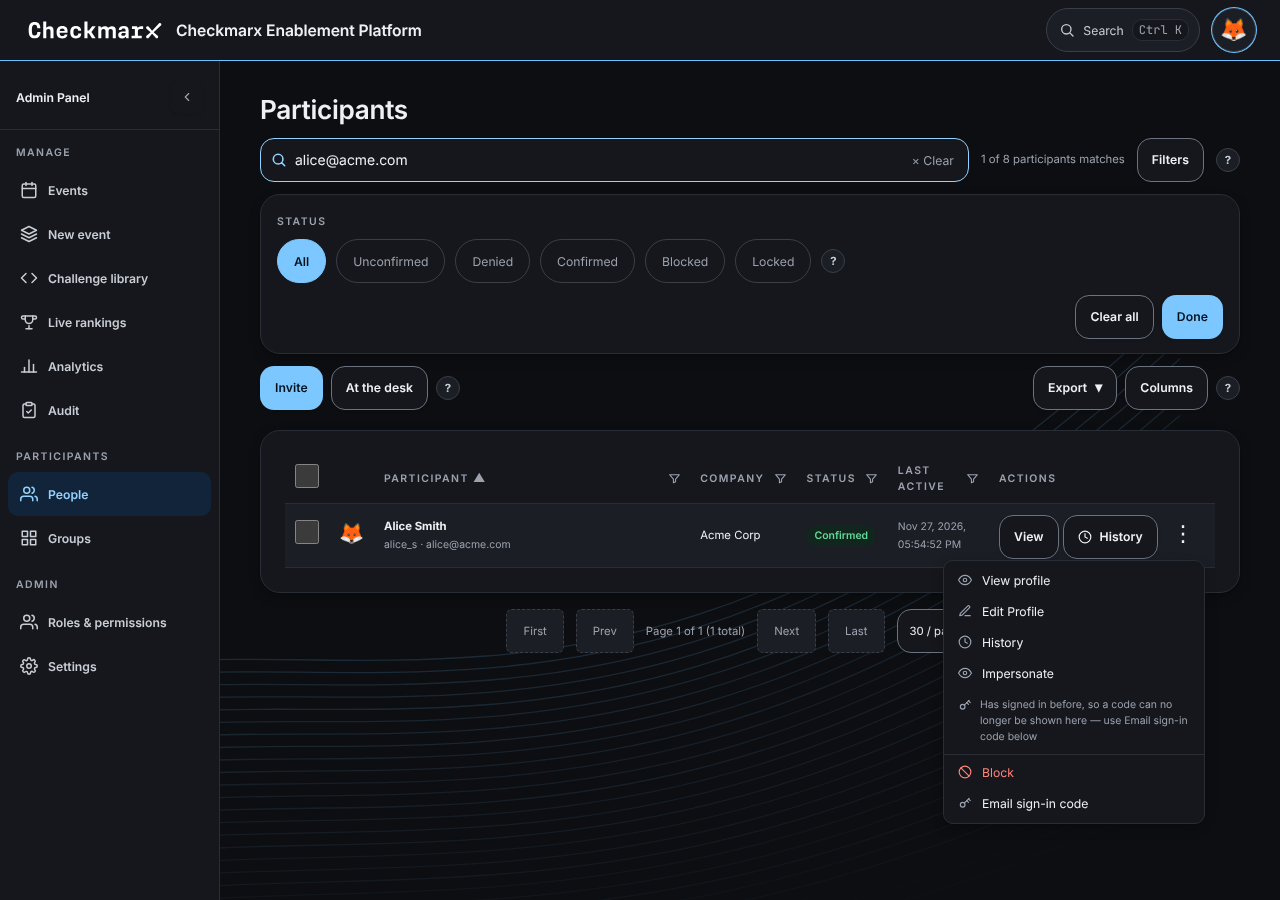 Checkmarx Checkmarx Enablement Platform
Search Ctrl K
Admin Panel
MANAGE
Events
New event
Challenge library
Live rankings
Analytics
Audit
PARTICIPANTS
People
Groups
ADMIN
Roles & permissions
Settings
Participants
alice@acme.com × Clear
1 of 8 participants matches
Filters
?
STATUS
All Unconfirmed Denied Confirmed Blocked Locked ?
Clear all Done
Invite At the desk ?
Export ▼ Columns ?
PARTICIPANT ▲ COMPANY STATUS LAST ACTIVE ACTIONS
Alice Smith
alice_s · alice@acme.com
Acme Corp
Confirmed
Nov 27, 2026,
05:54:52 PM
View History
First Prev Page 1 of 1 (1 total) Next Last 30 / pa
View profile
Edit Profile
History
Impersonate
Has signed in before, so a code can no
longer be shown here — use Email sign-in
code below
Block
Email sign-in code